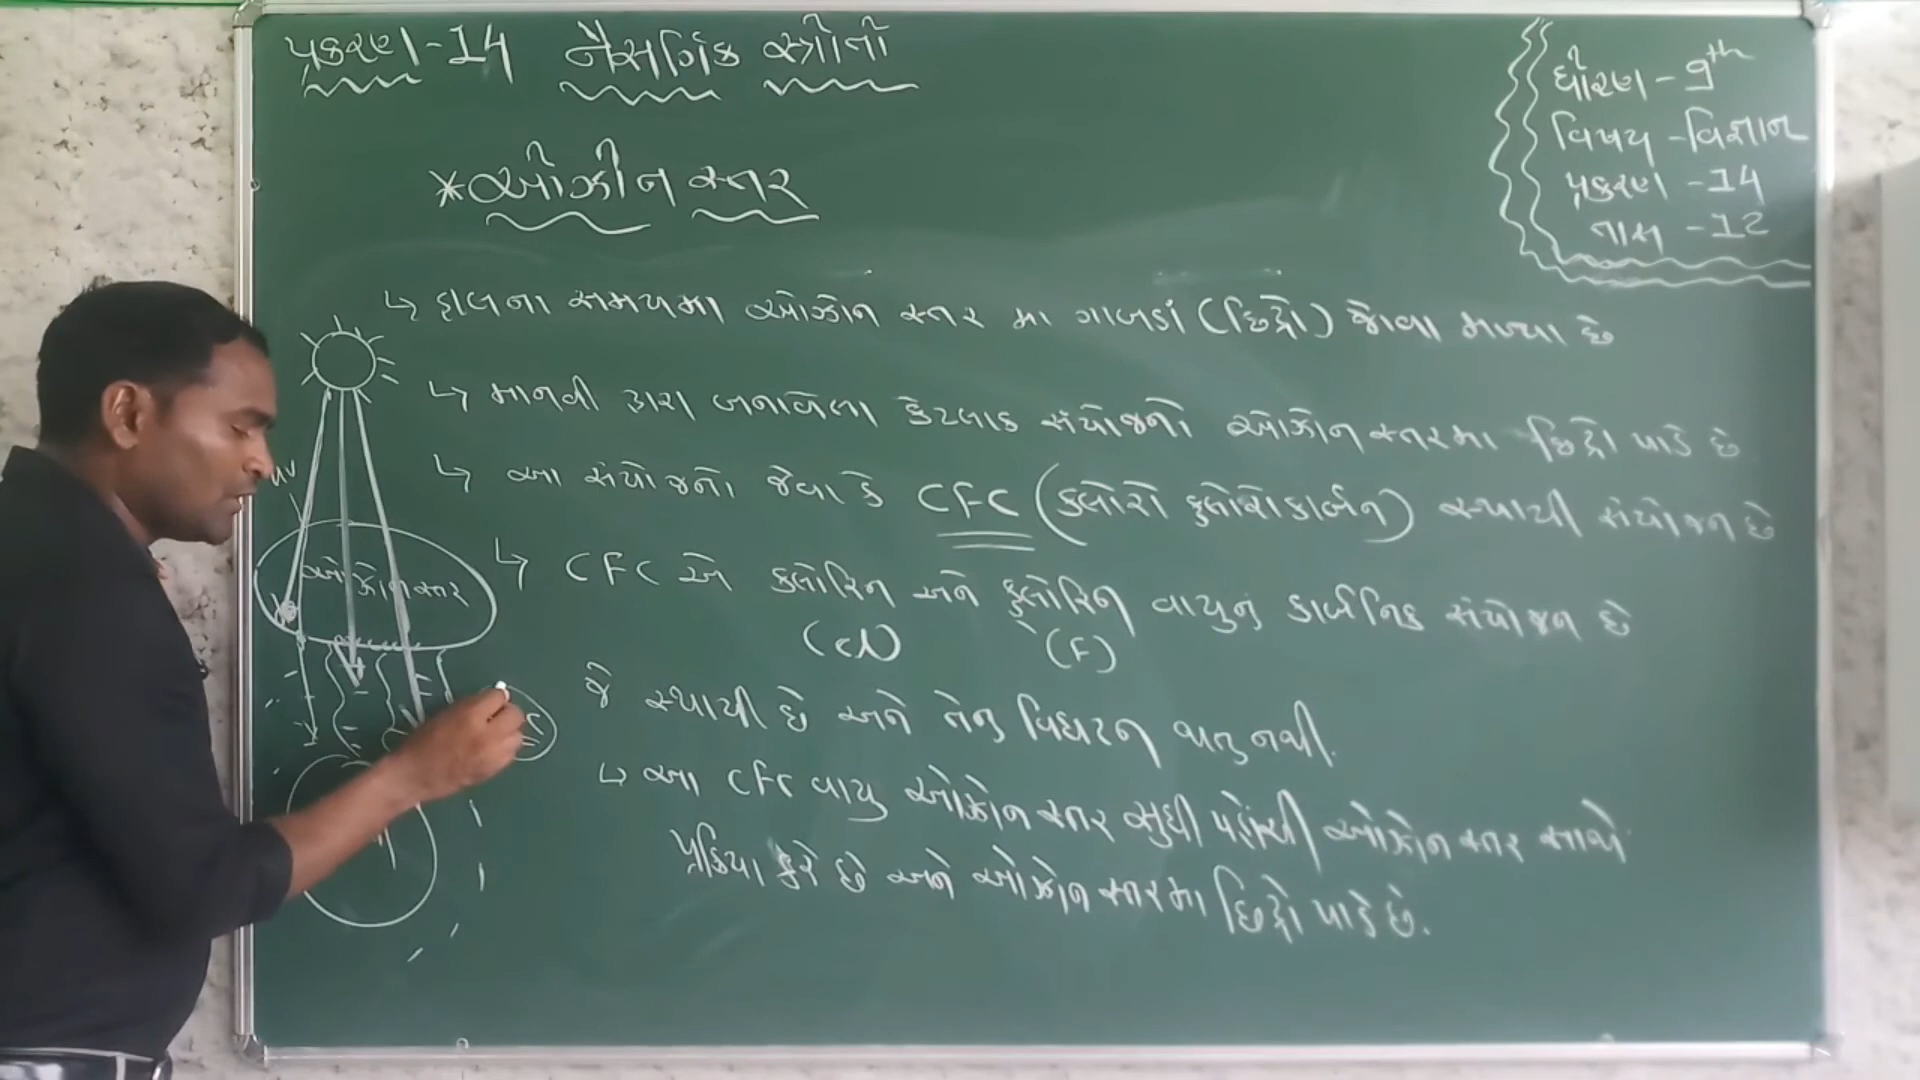 પ્રકરણ-14 નૈસર્ગિક સ્ત્રોતો
ધોરણ - 9th
વિષય - વિજ્ઞાન
પ્રકરણ - 14
તાસ - 12
*ઓઝોન સ્તર
↳ હાલના સમયમા ઓઝોન સ્તર મા ગાબડાં (છિદ્રો) જોવા મળ્યા છે
↳ માનવી દ્વારા બનાવેલા કેટલાક સંયોજનો ઓઝોન સ્તરમા છિદ્રો પાડે છે
↳ આ સંયોજનો જેવા કે CFC (ક્લોરો ફ્લોરોકાર્બન) સ્થાયી સંયોજન છે
↳ CFC એ ક્લોરિન અને ફ્લોરિન વાયુનુ કાર્બનિક સંયોજન છે
(Cl) (F)
જે સ્થાયી છે અને તેનુ વિઘટન થતુ નથી.
↳ આ CFC વાયુ ઓઝોન સ્તર સુધી પહોંચી ઓઝોન સ્તર સાથે
પ્રક્રિયા કરે છે અને ઓઝોન સ્તરમા છિદ્રો પાડે છે.
UV
ઓઝોન સ્તર